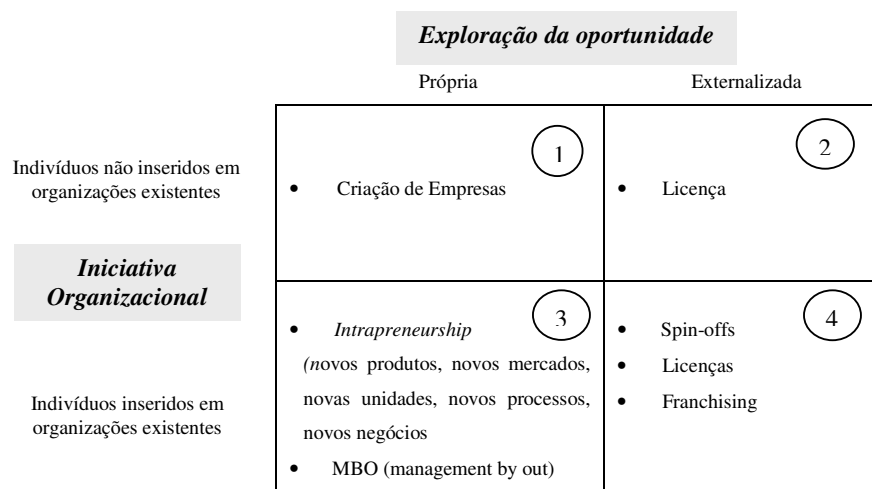 Exploração da oportunidade
Própria
Externalizada
Indivíduos não inseridos em
organizações existentes
1
• Criação de Empresas
2
• Licença
Iniciativa
Organizacional
Indivíduos inseridos em
organizações existentes
3
• Intrapreneurship
(novos produtos, novos mercados,
novas unidades, novos processos,
novos negócios
• MBO (management by out)
4
• Spin-offs
• Licenças
• Franchising